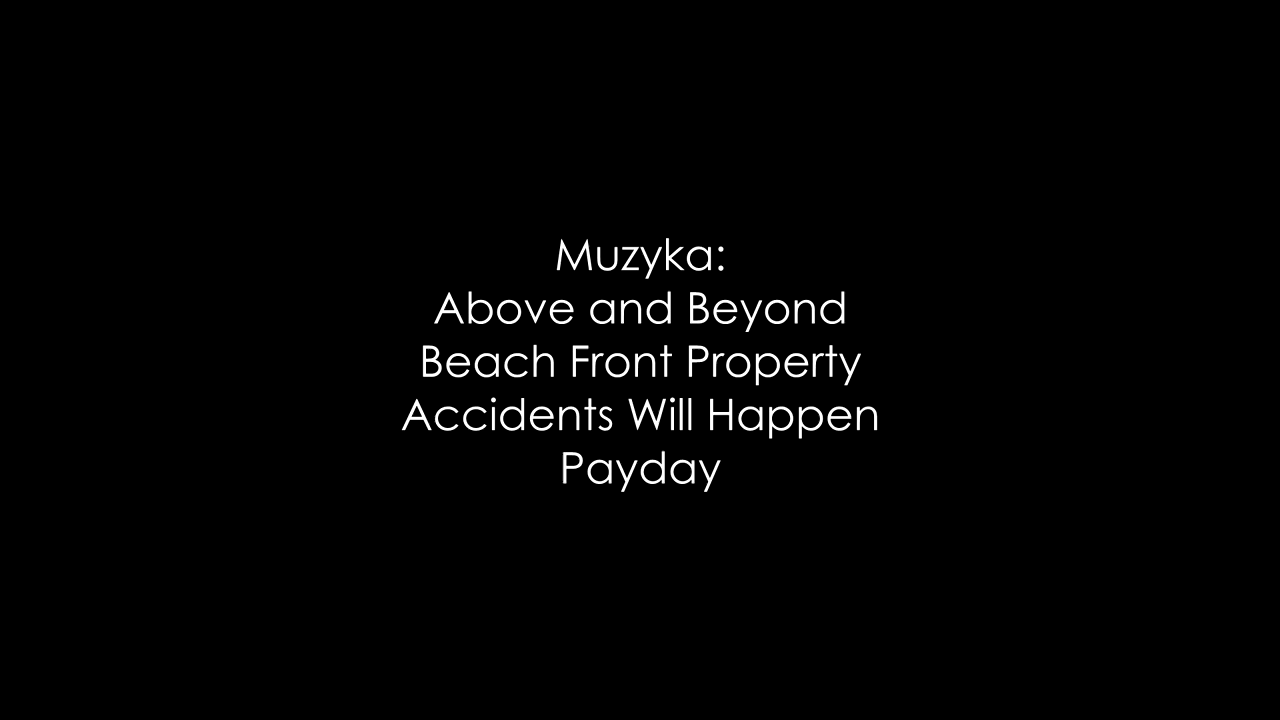 Muzyka:
Above and Beyond
Beach Front Property
Accidents Will Happen
Payday